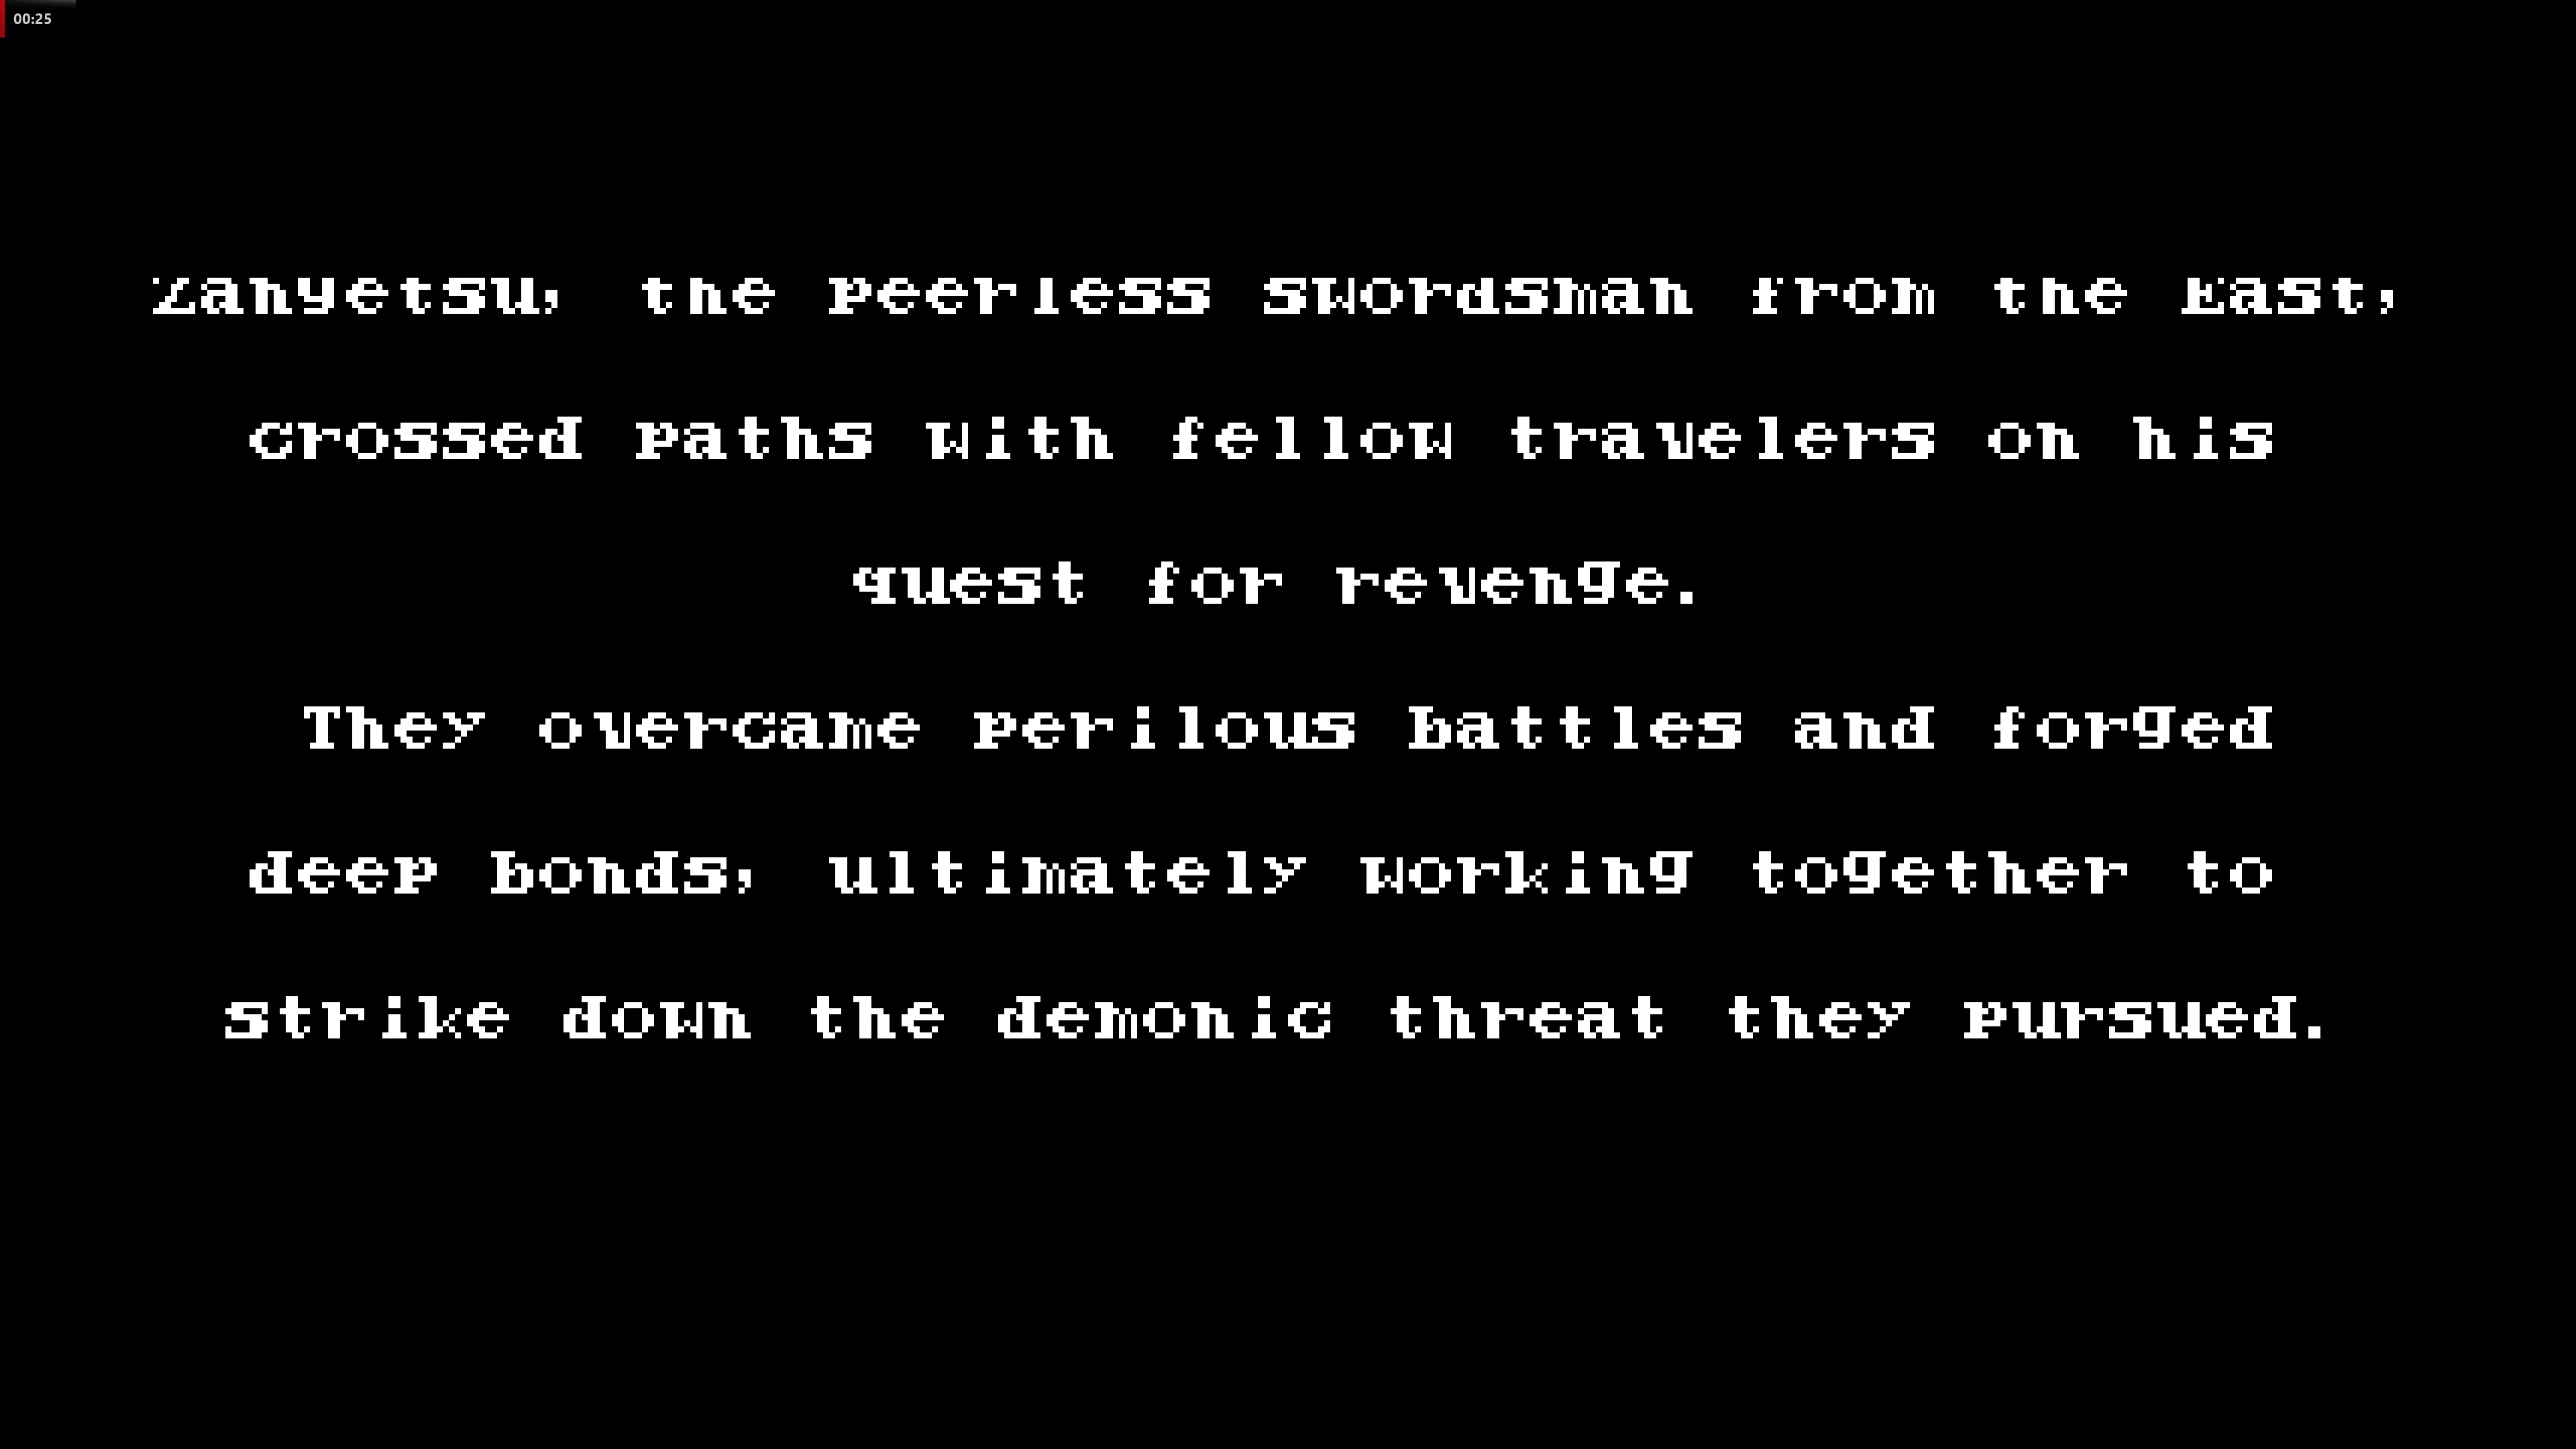 00:25
Zangetsu, the peerless swordsman from the East,
crossed paths with fellow travelers on his
quest for revenge.
They overcame perilous battles and forged
deep bonds, ultimately working together to
strike down the demonic threat they pursued.